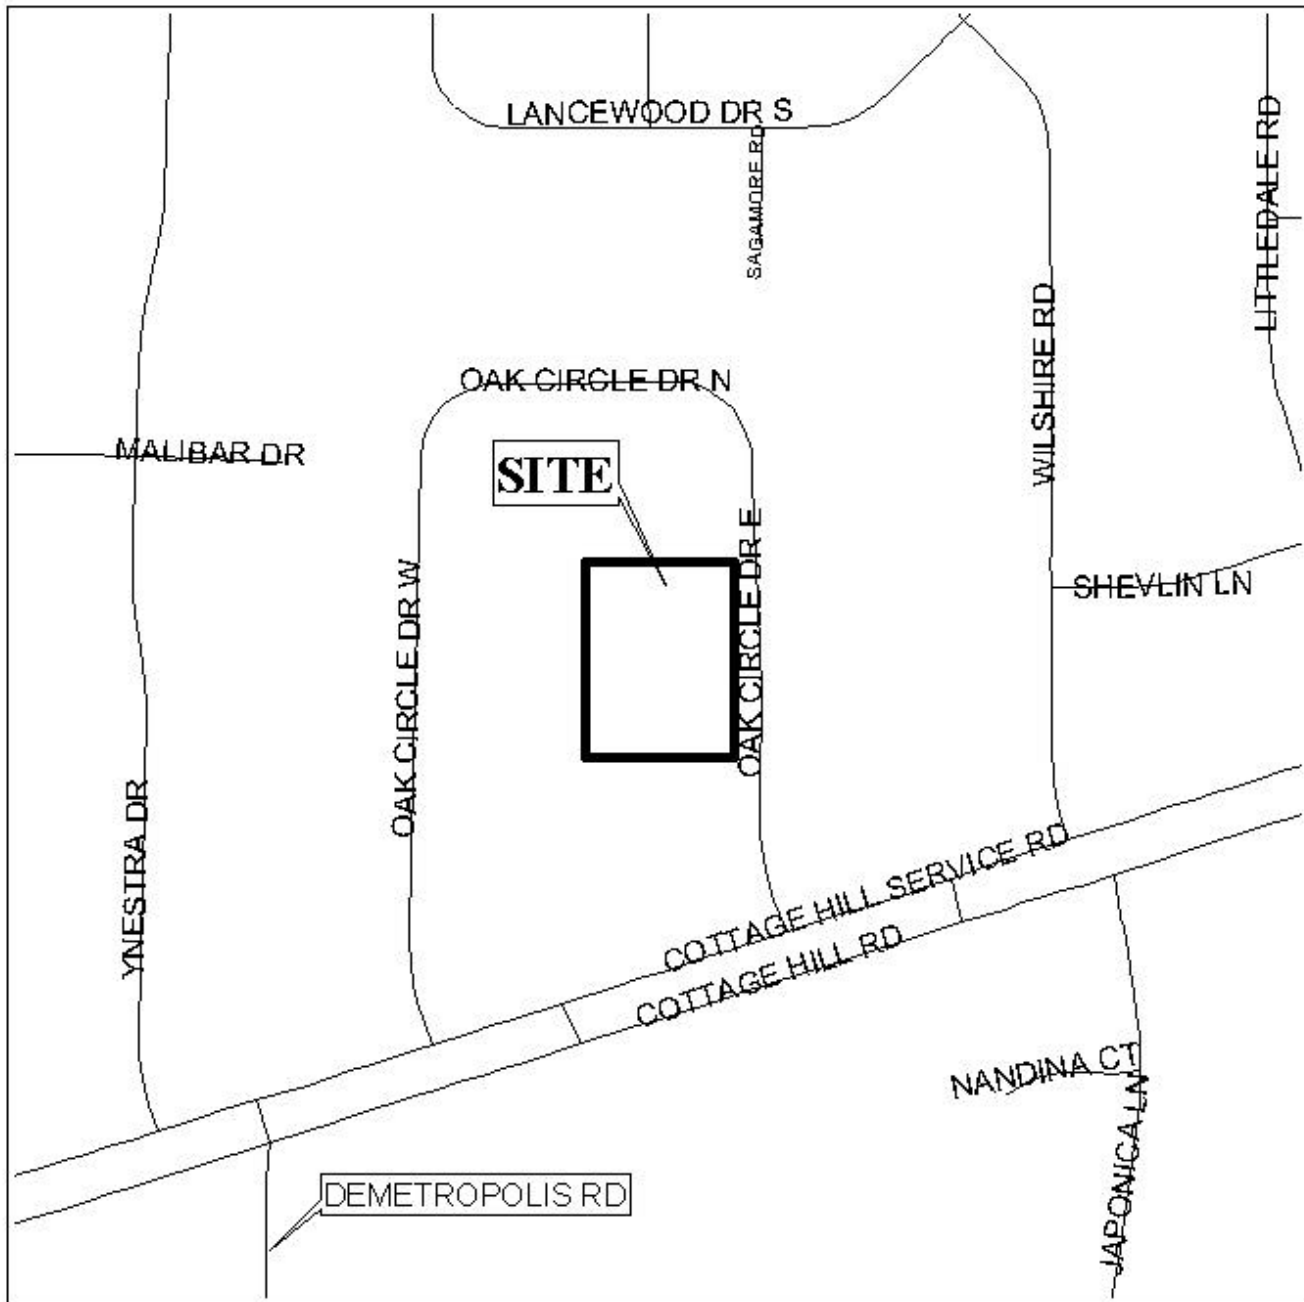 LANCEWOOD DR S
SAGAMORE RD
LITTLEDALE RD
WILSHIRE RD
OAK CIRCLE DR N
MALIBAR DR
SITE
OAK CIRCLE DR E
OAK CIRCLE DR W
SHEVLIN LN
YNESTRA DR
COTTAGE HILL SERVICE RD
COTTAGE HILL RD
NANDINA CT
JAPONICA LN
DEMETROPOLIS RD